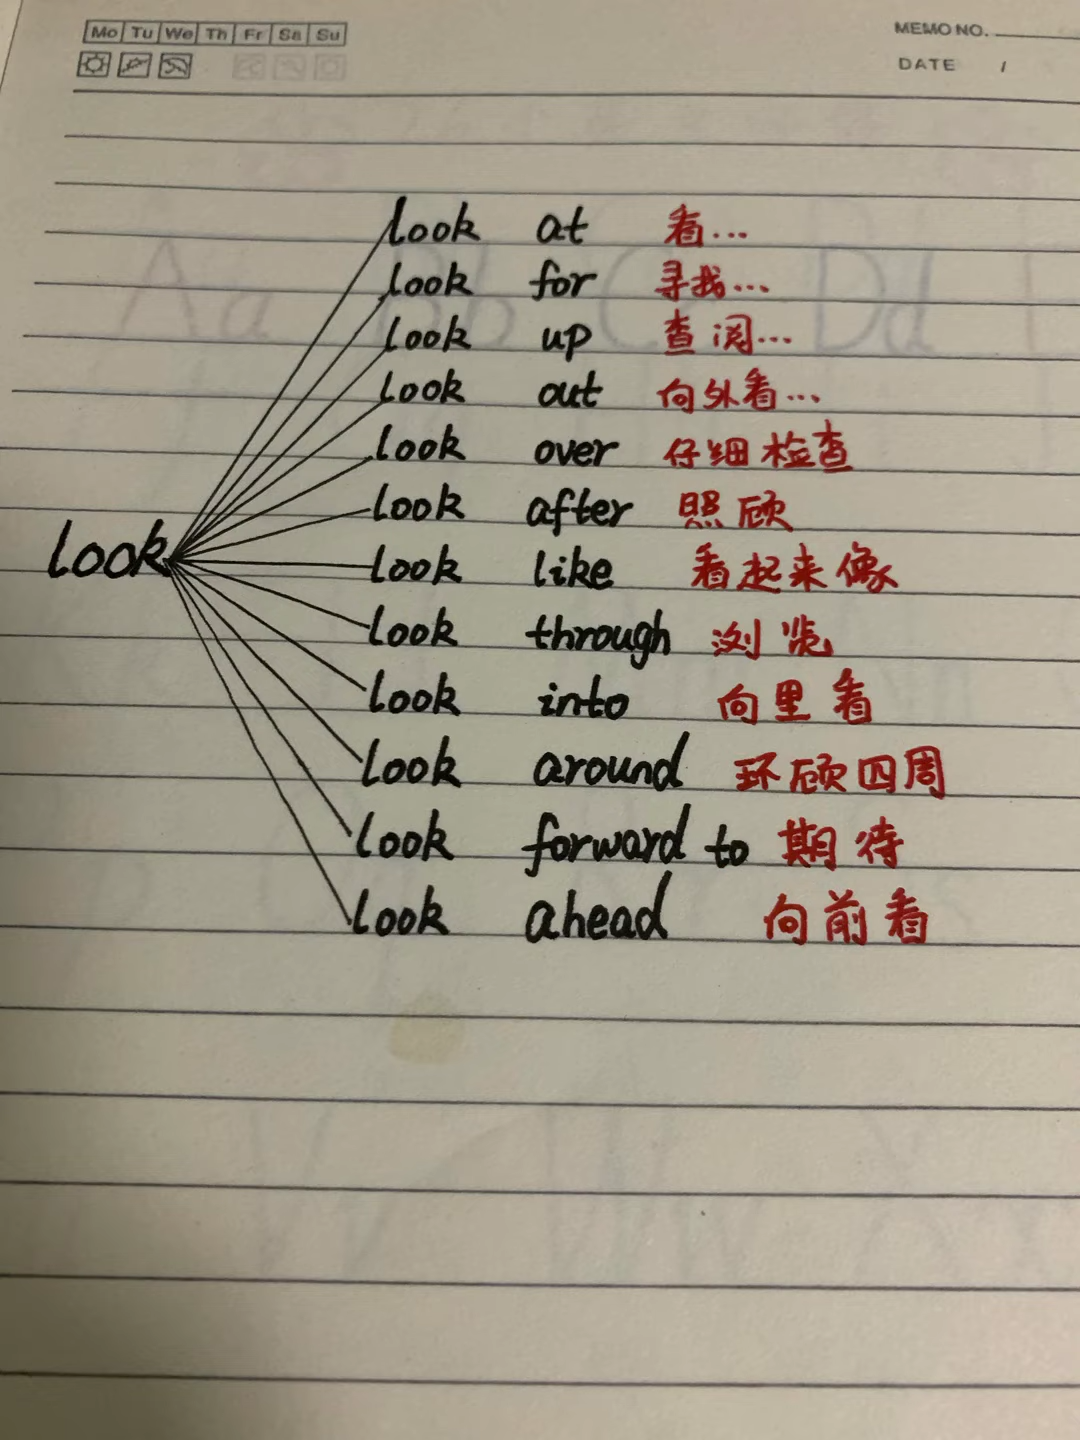 Mo Tu We Th Fr Sa Su
MEMO NO.
DATE /
look at 看...
look for 寻找...
look up 查阅...
look out 向外看...
look over 仔细检查
look after 照顾
look
look like 看起来像
look through 浏览
look into 向里看
look around 环顾四周
look forward to 期待
look ahead 向前看